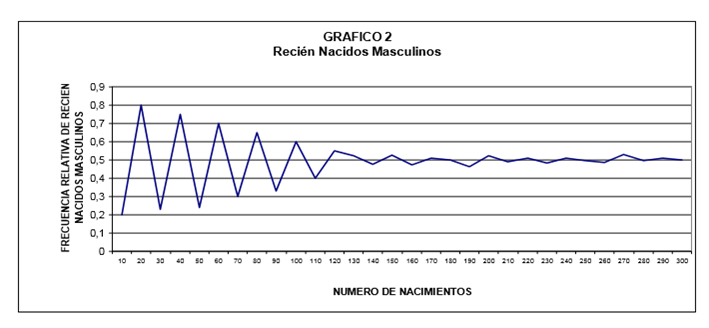 GRAFICO 2
Recién Nacidos Masculinos
FRECUENCIA RELATIVA DE RECIEN
NACIDOS MASCULINOS
0,9
0,8
0,7
0,6
0,5
0,4
0,3
0,2
0,1
0
10 20 30 40 50 60 70 80 90 100 110 120 130 140 150 160 170 180 190 200 210 220 230 240 250 260 270 280 290 300
NUMERO DE NACIMIENTOS